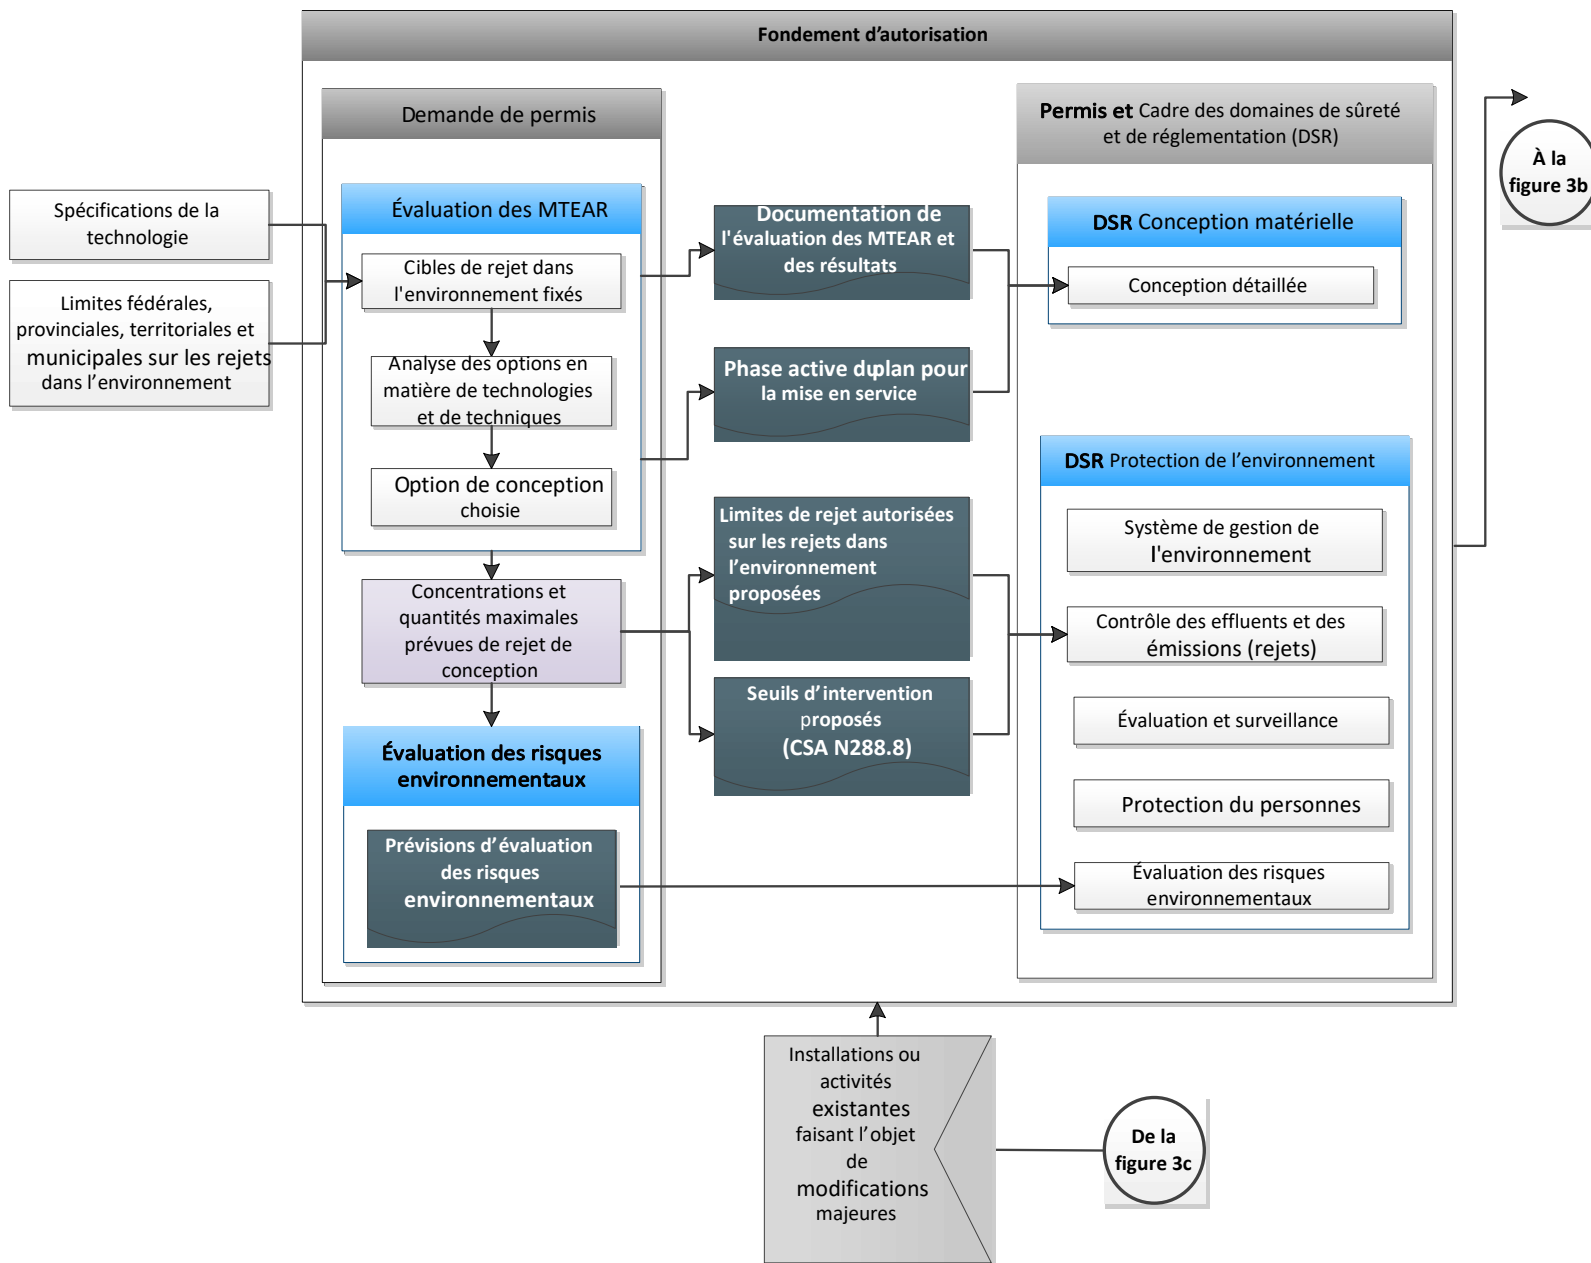 Fondement d'autorisation
Demande de permis
Permis et Cadre des domaines de sûreté
et de réglementation (DSR)
À la
figure 3b
Spécifications de la
technologie
Limites fédérales,
provinciales, territoriales et
municipales sur les rejets
dans l'environnement
Évaluation des MTEAR
Cibles de rejet dans
l'environnement fixés
Analyse des options en
matière de technologies
et de techniques
Option de conception
choisie
Concentrations et
quantités maximales
prévues de rejet de
conception
Évaluation des risques
environnementaux
Prévisions d'évaluation
des risques
environnementaux
Documentation de
l'évaluation des MTEAR et
des résultats
Phase active du plan pour
la mise en service
Limites de rejet autorisées
sur les rejets dans
l'environnement
proposées
Seuils d'intervention
proposés
(CSA N288.8)
DSR Conception matérielle
Conception détaillée
DSR Protection de l'environnement
Système de gestion de
l'environnement
Contrôle des effluents et des
émissions (rejets)
Évaluation et surveillance
Protection du personnes
Évaluation des risques
environnementaux
Installations ou
activités
existantes
faisant l'objet
de
modifications
majeures
De la
figure 3c